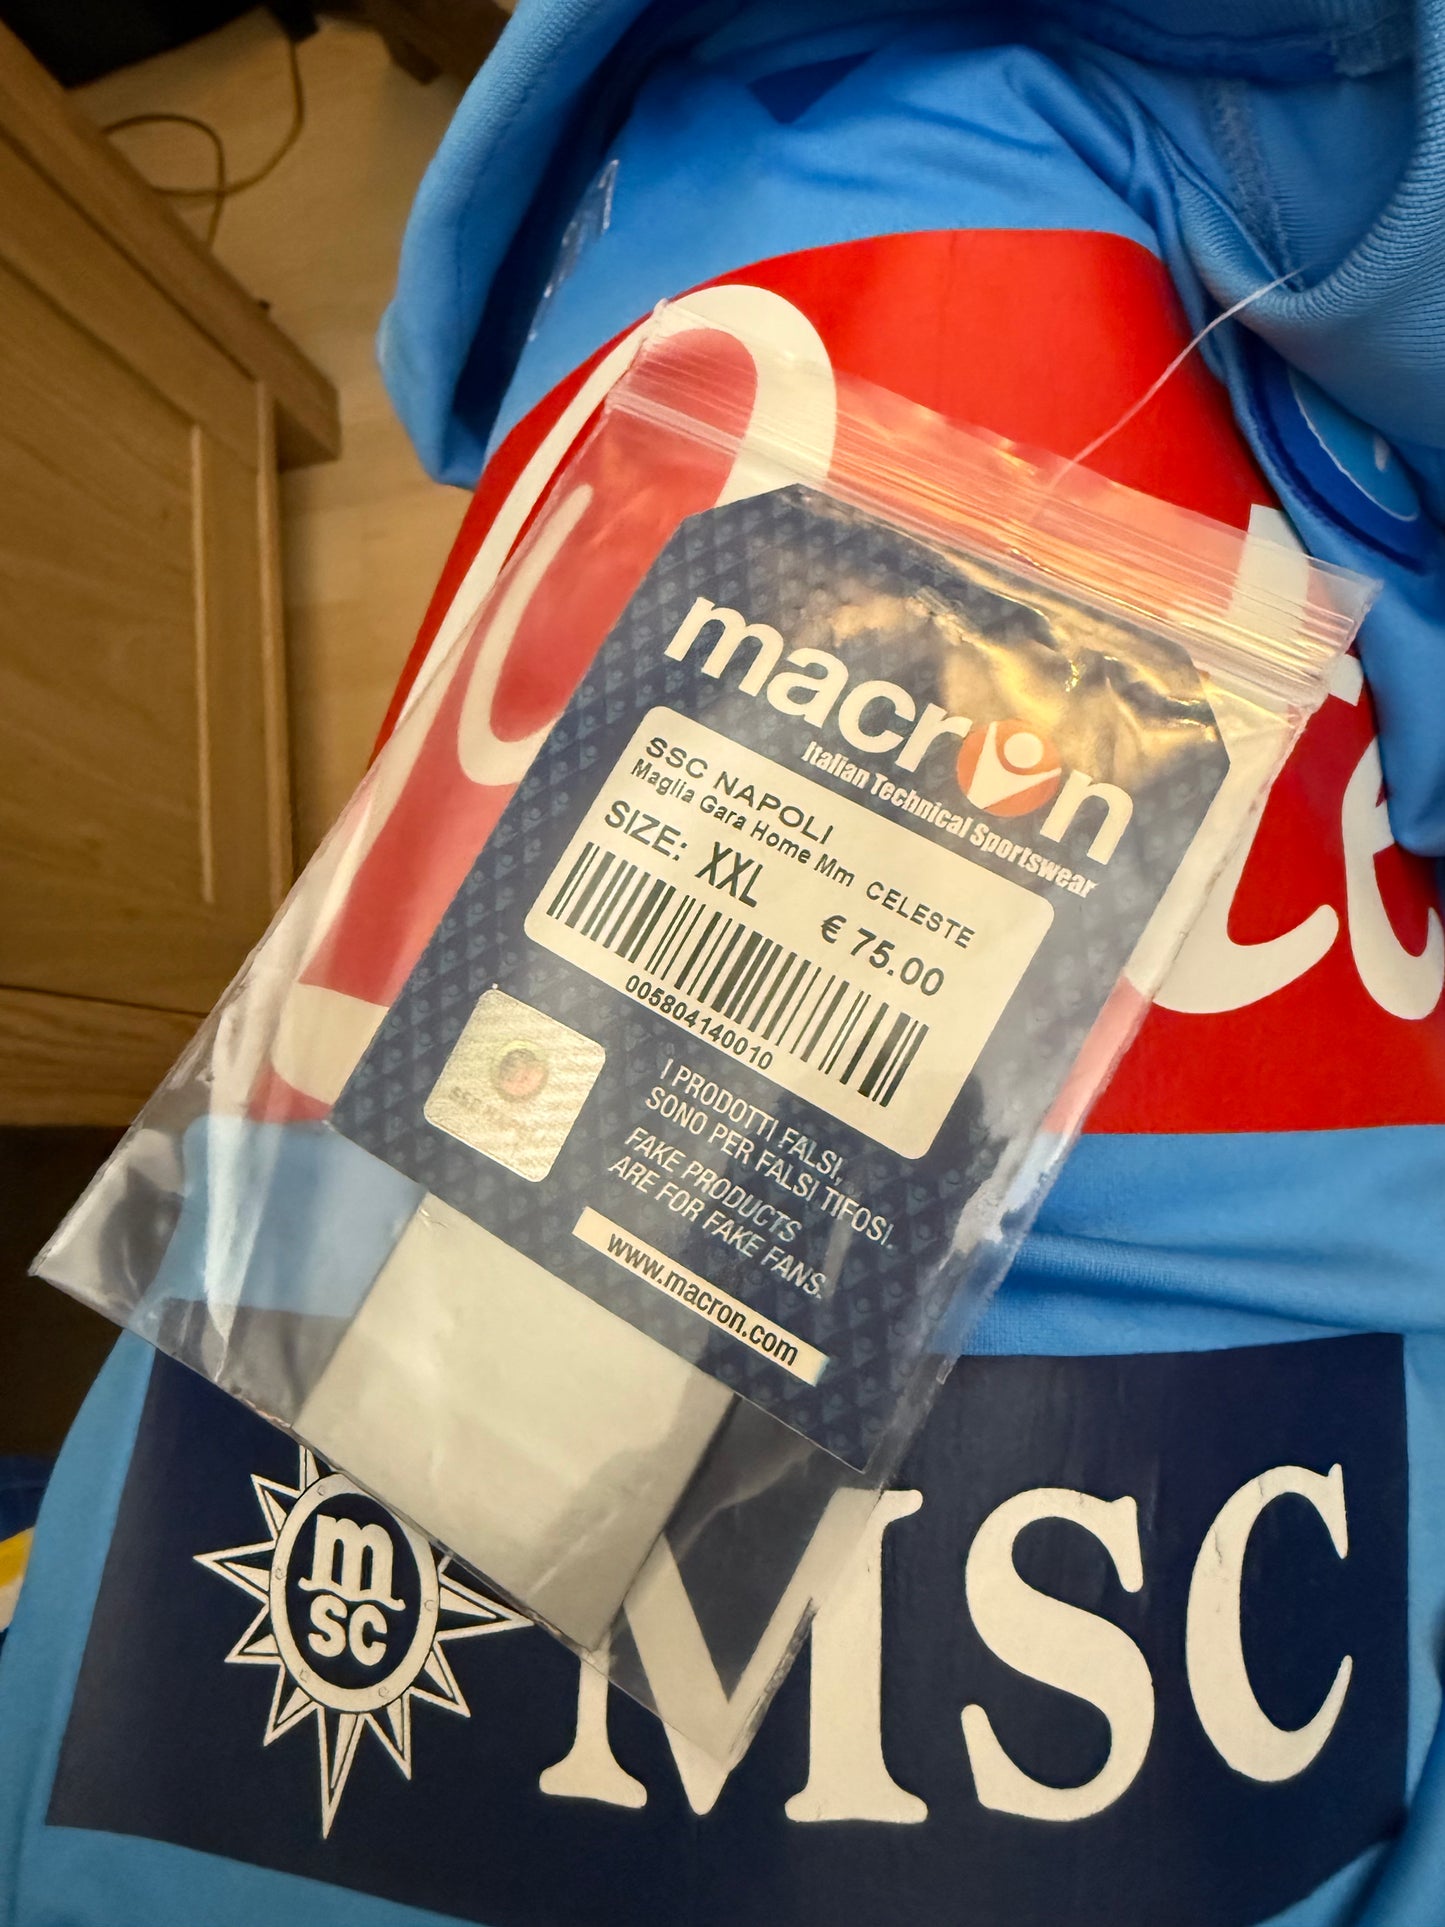 macron
Italian Technical Sportswear
SSC NAPOLI
Maglia Gara Home Mm CELESTE
SIZE: XXL
€ 75.00
005804140010
I PRODOTTI FALSI,
SONO PER FALSI TIFOSI.
FAKE PRODUCTS
ARE FOR FAKE FANS.
www.macron.com
m
SC
MSC